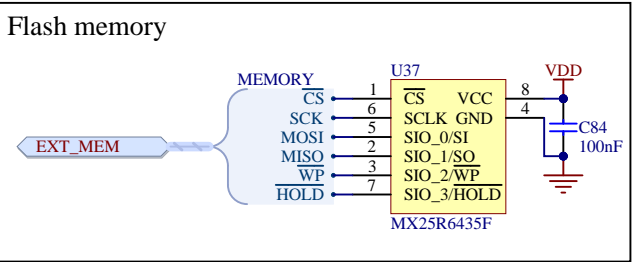 Flash memory
U37
VDD
MEMORY
CS 1 CS VCC 8
SCK 6 SCLK GND 4
MOSI 5 SIO_0/SI
MISO 2 SIO_1/SO
WP 3 SIO_2/WP
HOLD 7 SIO_3/HOLD
C84
100nF
EXT_MEM
MX25R6435F